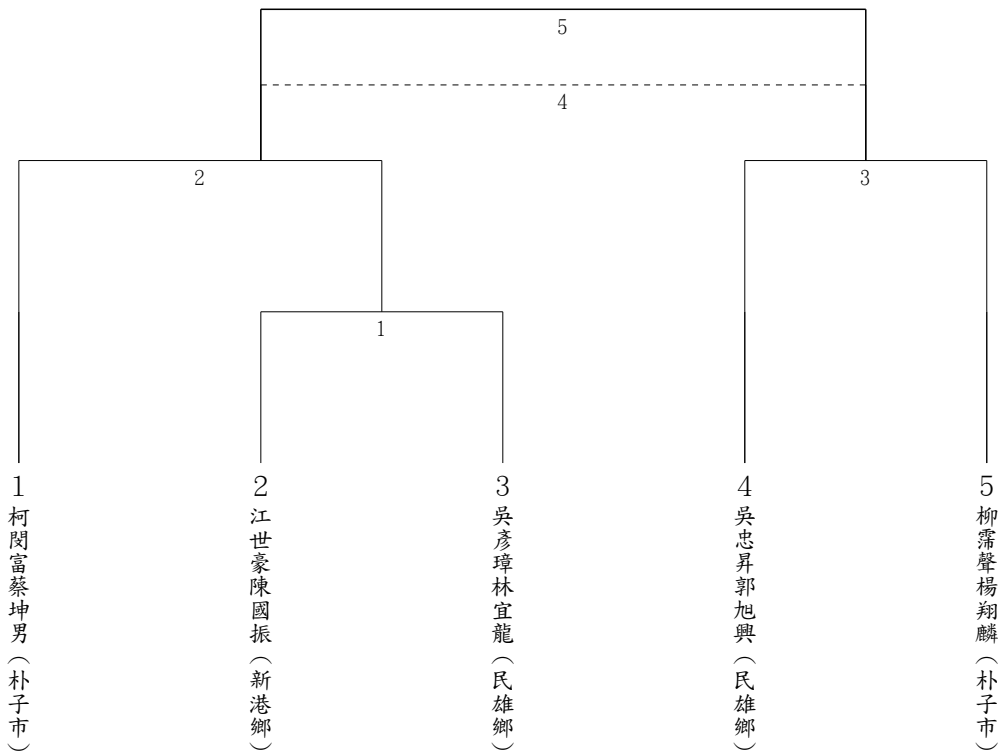 5
4
2
3
1
1
柯閔富蔡坤男（朴子市）
2
江世豪陳國振（新港鄉）
3
吳彥璋林宜龍（民雄鄉）
4
吳忠昇郭旭興（民雄鄉）
5
柳霈聲楊翔麟（朴子市）